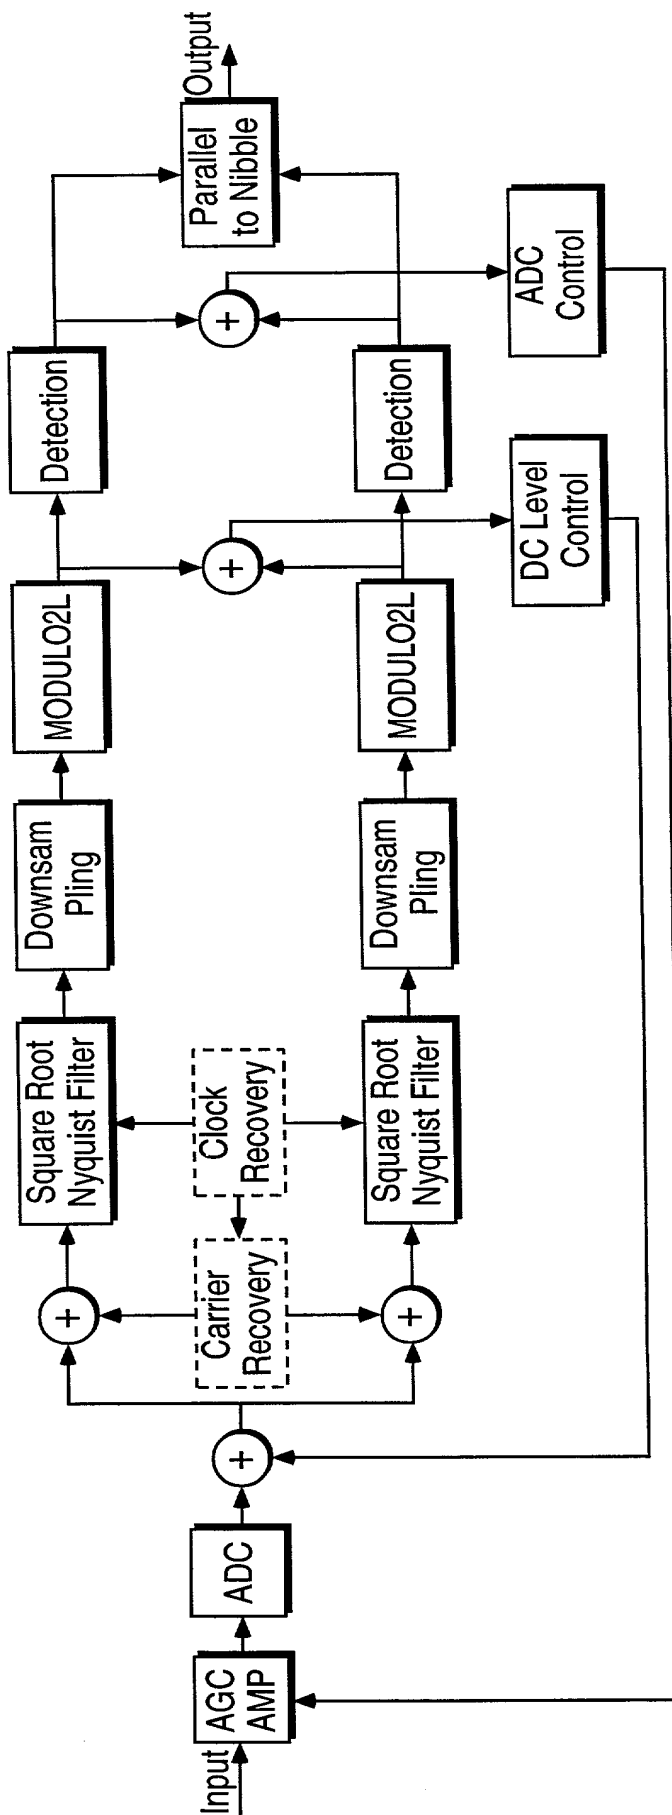 Input
AGC
AMP
ADC
+
+
+
Carrier
Recovery
Clock
Recovery
Square Root
Nyquist Filter
Square Root
Nyquist Filter
Downsam
Pling
Downsam
Pling
MODULO2L
MODULO2L
+
DC Level
Control
Detection
Detection
+
ADC
Control
Parallel
to Nibble
Output